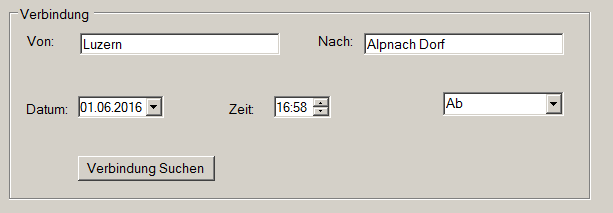 Verbindung
Von: Luzern Nach: Alpnach Dorf
Datum: 01.06.2016 Zeit: 16:58 Ab
Verbindung Suchen